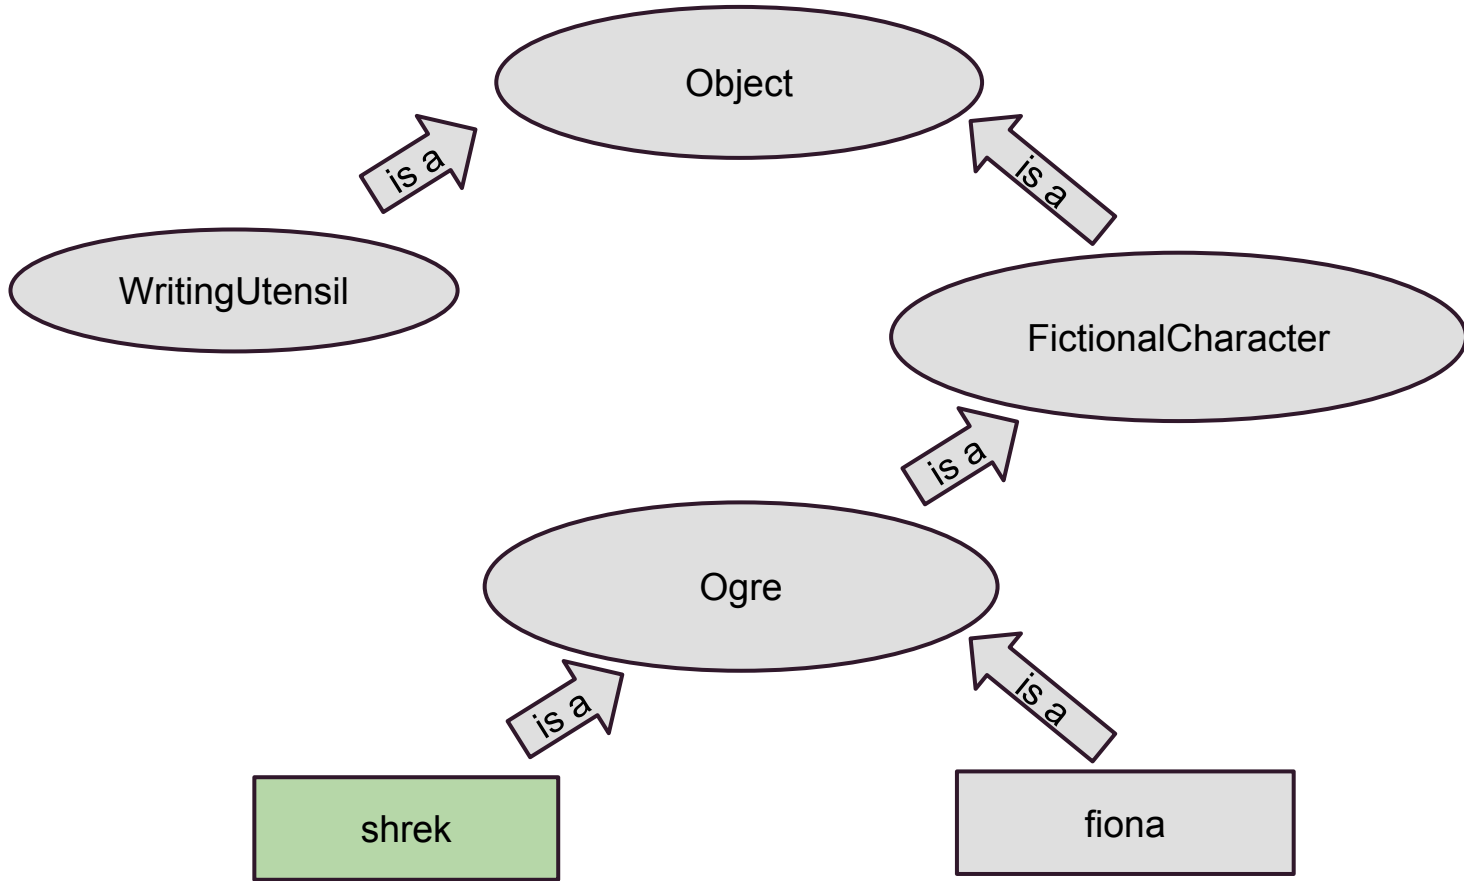 Object
is a
is a
WritingUtensil
FictionalCharacter
is a
Ogre
is a
is a
shrek
fiona